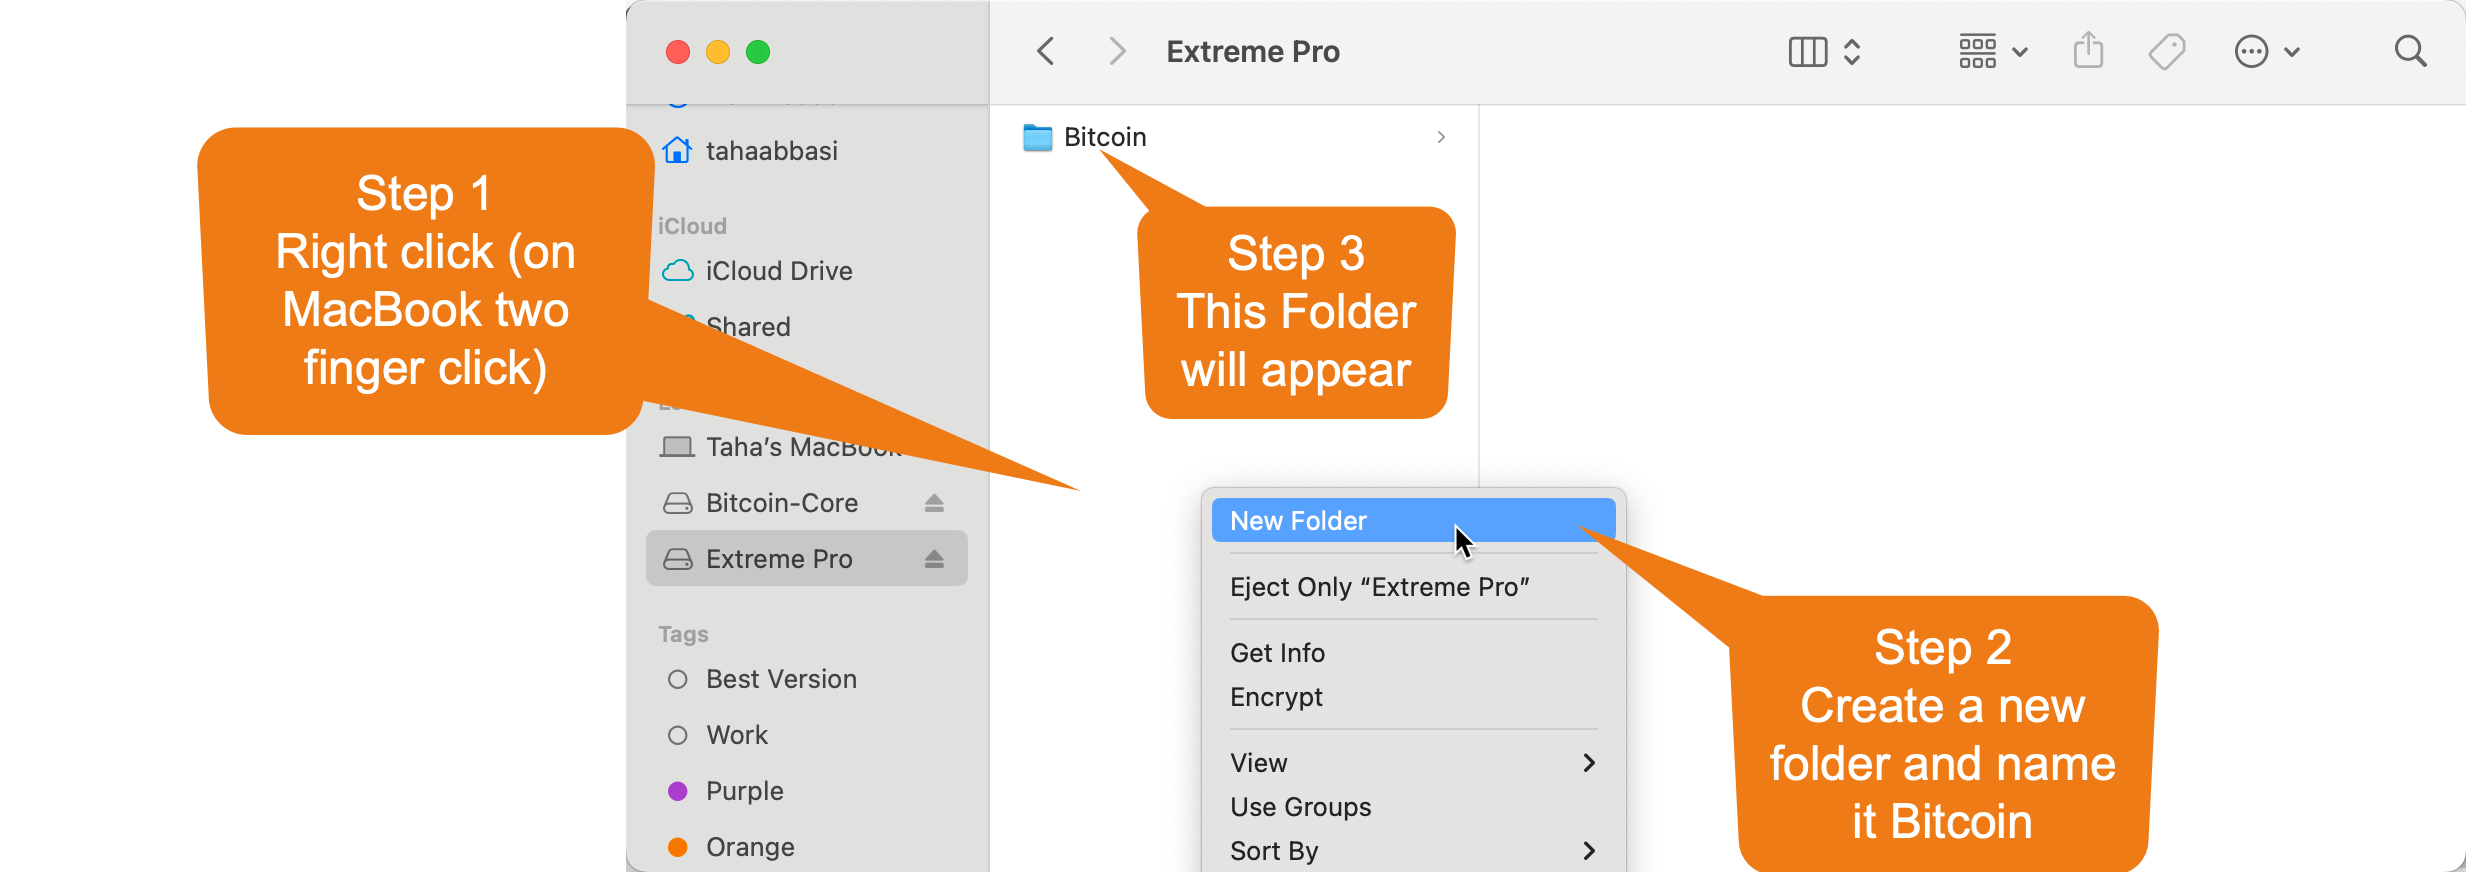 Extreme Pro
tahaabbasi
iCloud
iCloud Drive
Shared
Taha's MacBook
Bitcoin-Core
Extreme Pro
Tags
Best Version
Work
Purple
Orange
Bitcoin
Step 1
Right click (on
MacBook two
finger click)
Step 3
This Folder
will appear
New Folder
Eject Only “Extreme Pro”
Get Info
Encrypt
View
Use Groups
Sort By
Step 2
Create a new
folder and name
it Bitcoin